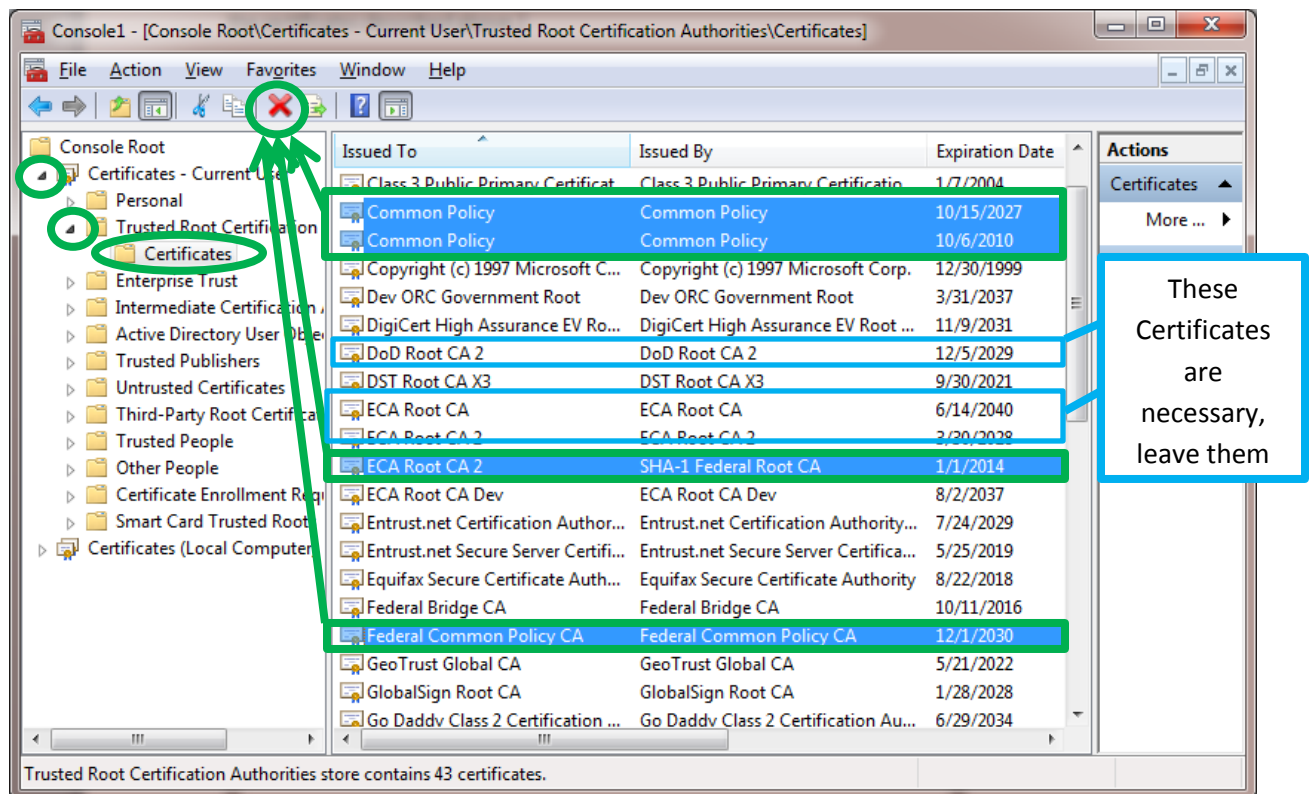 Console1 - [Console Root\Certificates - Current User\Trusted Root Certification Authorities\Certificates]
File Action View Favorites Window Help
Console Root
Certificates - Current User
Personal
Trusted Root Certification
Certificates
Enterprise Trust
Intermediate Certification
Active Directory User Obje
Trusted Publishers
Untrusted Certificates
Third-Party Root Certifica
Trusted People
Other People
Certificate Enrollment Requ
Smart Card Trusted Root
Certificates (Local Computer)
Issued To Issued By Expiration Date
Class 3 Public Primary Certificat... Class 3 Public Primary Certificatio... 1/7/2004
Common Policy Common Policy 10/15/2027
Common Policy Common Policy 10/6/2010
Copyright (c) 1997 Microsoft C... Copyright (c) 1997 Microsoft Corp. 12/30/1999
Dev ORC Government Root Dev ORC Government Root 3/31/2037
DigiCert High Assurance EV Ro... DigiCert High Assurance EV Root ... 11/9/2031
DoD Root CA 2 DoD Root CA 2 12/5/2029
DST Root CA X3 DST Root CA X3 9/30/2021
ECA Root CA ECA Root CA 6/14/2040
ECA Root CA 2 ECA Root CA 2 3/30/2028
ECA Root CA 2 SHA-1 Federal Root CA 1/1/2014
ECA Root CA Dev ECA Root CA Dev 8/2/2037
Entrust.net Certification Author... Entrust.net Certification Authority... 7/24/2029
Entrust.net Secure Server Certifi... Entrust.net Secure Server Certifica... 5/25/2019
Equifax Secure Certificate Auth... Equifax Secure Certificate Authority 8/22/2018
Federal Bridge CA Federal Bridge CA 10/11/2016
Federal Common Policy CA Federal Common Policy CA 12/1/2030
GeoTrust Global CA GeoTrust Global CA 5/21/2022
GlobalSign Root CA GlobalSign Root CA 1/28/2028
Go Daddy Class 2 Certification ... Go Daddy Class 2 Certification Au... 6/29/2034
Actions
Certificates
More ...
These
Certificates
are
necessary,
leave them
Trusted Root Certification Authorities store contains 43 certificates.